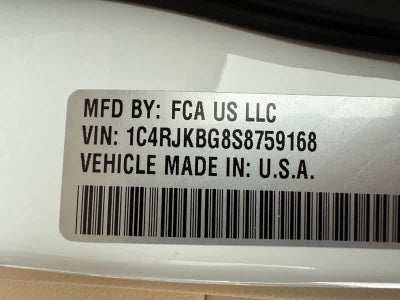 MFD BY: FCA US LLC
VIN: 1C4RJKBG8S8759168
VEHICLE MADE IN: U.S.A.